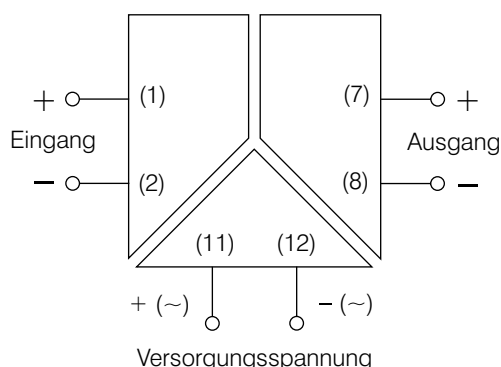 + (1) (7) +
Eingang Ausgang
− (2) (8) −
(11) (12)
+ (~) − (~)
Versorgungsspannung